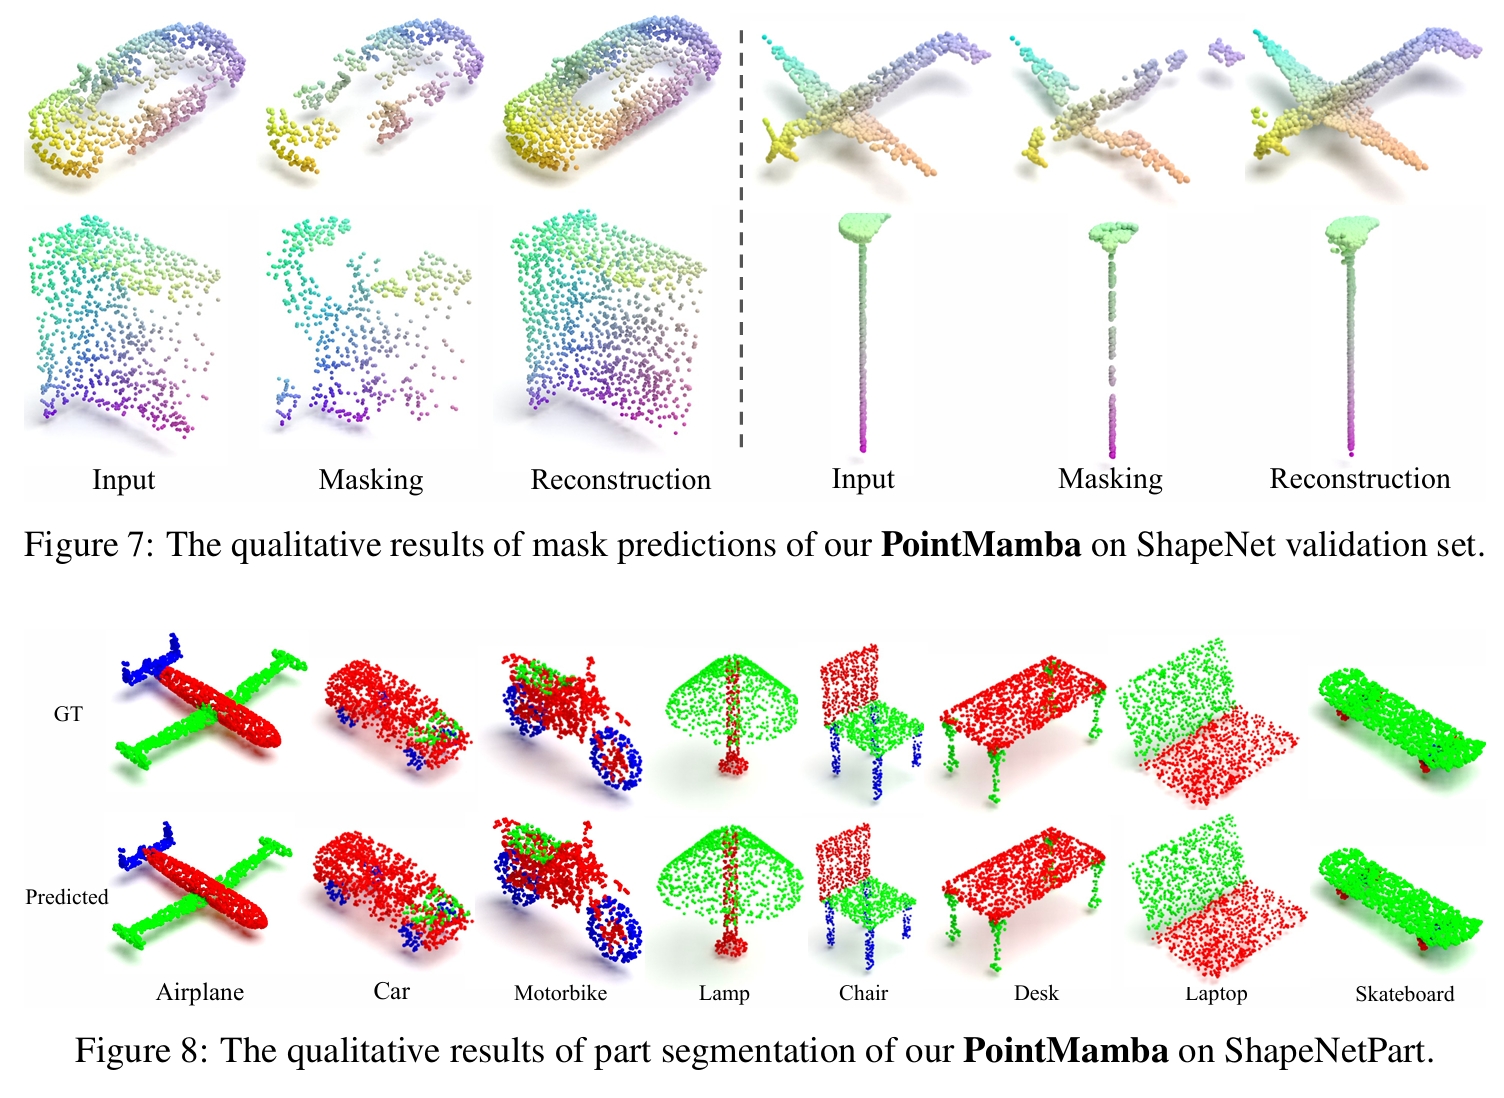 Input Masking Reconstruction Input Masking Reconstruction
Figure 7: The qualitative results of mask predictions of our PointMamba on ShapeNet validation set.
GT
Predicted
Airplane Car Motorbike Lamp Chair Desk Laptop Skateboard
Figure 8: The qualitative results of part segmentation of our PointMamba on ShapeNetPart.